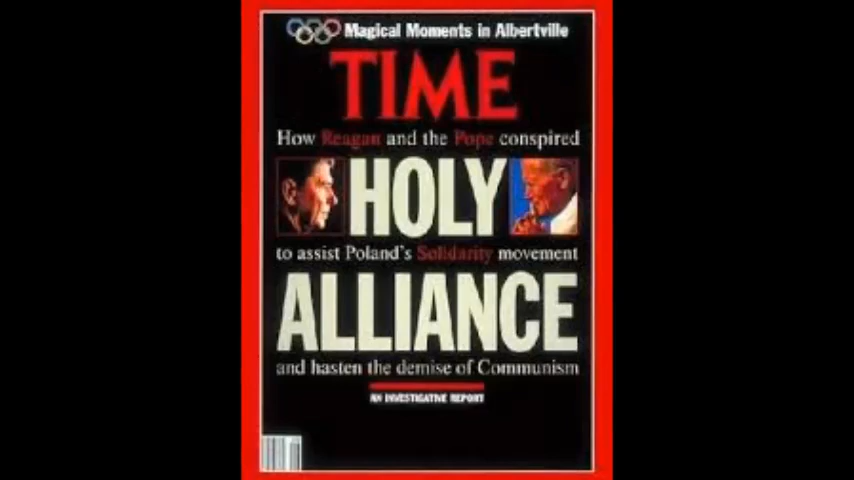 Magical Moments in Albertville
TIME
How Reagan and the Pope conspired
HOLY
to assist Poland's Solidarity movement
ALLIANCE
and hasten the demise of Communism
AN INVESTIGATIVE REPORT